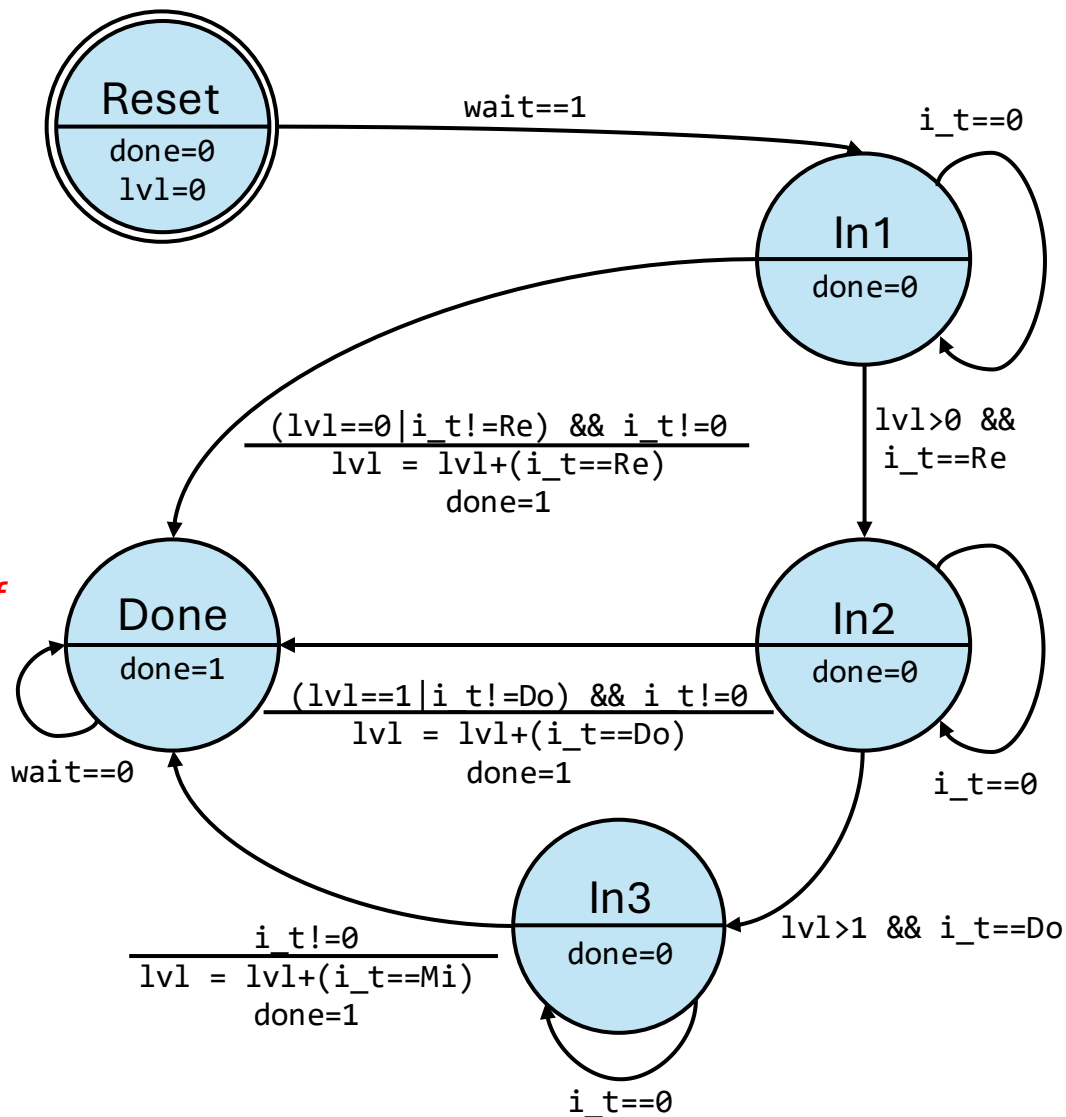 Reset
done=0
lvl=0
wait==1
i_t==0
In1
done=0
(lvl==0|i_t!=Re) && i_t!=0
lvl = lvl+(i_t==Re)
done=1
lvl>0 &&
i_t==Re
Done
done=1
wait==0
In2
done=0
i_t==0
(lvl==1|i_t!=Do) && i_t!=0
lvl = lvl+(i_t==Do)
done=1
In3
done=0
lvl>1 && i_t==Do
i_t!=0
lvl = lvl+(i_t==Mi)
done=1
i_t==0